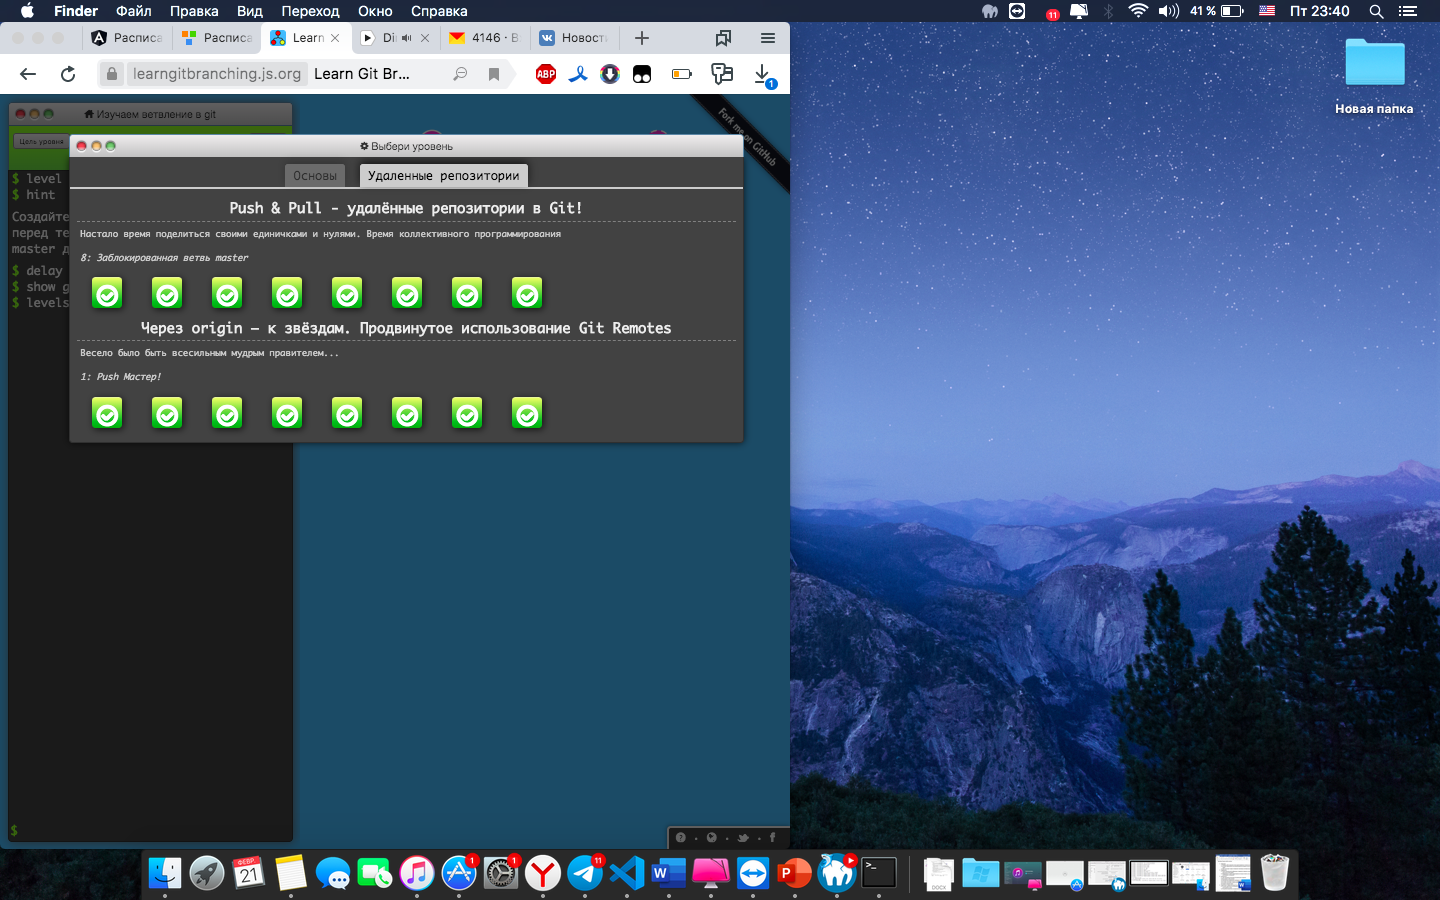 Finder Файл Правка Вид Переход Окно Справка
11 41 % Пт 23:40
Расписа Расписа Learn Di 4146 · В Новост
learngitbranching.js.org Learn Git Br...
ABP 1
Новая папка
Изучаем ветвление в git
Fork me on GitHub
Цель уровня
Выбери уровень
Основы Удаленные репозитории
$ level
$ hint
Создайте
перед те
master д
$ delay
$ show g
$ levels
Push & Pull - удалённые репозитории в Git!
Настало время поделиться своими единичками и нулями. Время коллективного программирования
8: Заблокированная ветвь master
Через origin – к звёздам. Продвинутое использование Git Remotes
Весело было быть всесильным мудрым правителем...
1: Push Мастер!
$
ФЕВР.
21
1 1 11
W P >_
DOCX